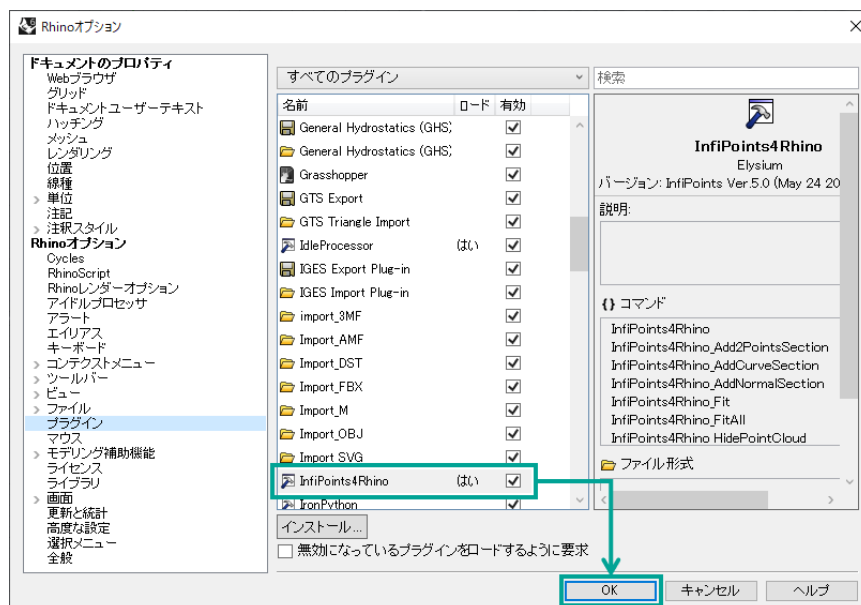 Rhinoオプション
ドキュメントのプロパティ
Webブラウザ
グリッド
ドキュメントユーザーテキスト
ハッチング
メッシュ
レンダリング
位置
線種
単位
注記
注釈スタイル
Rhinoオプション
Cycles
RhinoScript
Rhinoレンダーオプション
アイドルプロセッサ
アラート
エイリアス
キーボード
コンテクストメニュー
ツールバー
ビュー
ファイル
プラグイン
マウス
モデリング補助機能
ライセンス
ライブラリ
画面
更新と統計
高度な設定
選択メニュー
全般
すべてのプラグイン
名前 ロード 有効
General Hydrostatics (GHS)
General Hydrostatics (GHS)
Grasshopper
GTS Export
GTS Triangle Import
IdleProcessor はい
IGES Export Plug-in
IGES Import Plug-in
import_3MF
Import_AMF
Import_DST
Import_FBX
Import_M
Import_OBJ
Import SVG
InfiPoints4Rhino はい
IronPython
インストール...
無効になっているプラグインをロードするように要求
検索
InfiPoints4Rhino
Elysium
バージョン: InfiPoints Ver.5.0 (May 24 20
説明:
{} コマンド
InfiPoints4Rhino
InfiPoints4Rhino_Add2PointsSection
InfiPoints4Rhino_AddCurveSection
InfiPoints4Rhino_AddNormalSection
InfiPoints4Rhino_Fit
InfiPoints4Rhino_FitAll
InfiPoints4Rhino HidePointCloud
ファイル形式
OK キャンセル ヘルプ